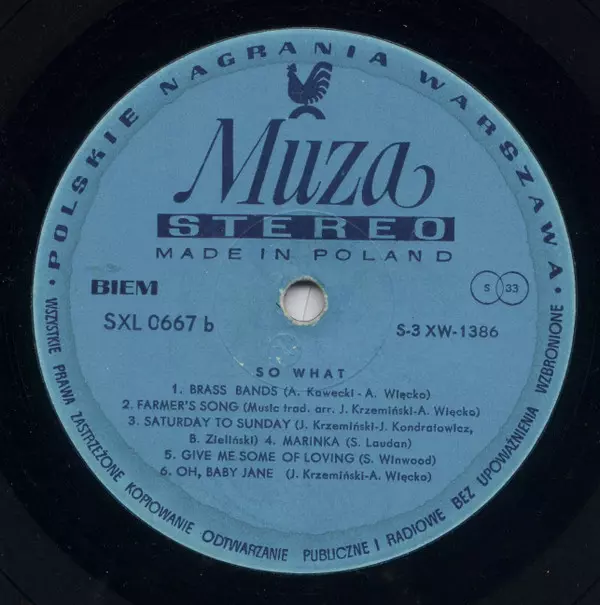 • POLSKIE NAGRANIA WARSZAWA •
Muza
STEREO
MADE IN POLAND
BIEM
S 33
SXL 0667 b
S-3 XW-1386
SO WHAT
1. BRASS BANDS (A. Kawecki - A. Więcko)
2. FARMER'S SONG (Music trad. arr. J. Krzemiński-A. Więcko)
3. SATURDAY TO SUNDAY (J. Krzemiński-J. Kondratowicz,
B. Zieliński) 4. MARINKA (S. Laudan)
5. GIVE ME SOME OF LOVING (S. Winwood)
6. OH, BABY JANE (J. Krzemiński-A. Więcko)
WSZYSTKIE PRAWA ZASTRZEŻONE KOPIOWANIE ODTWARZANIE PUBLICZNE I RADIOWE BEZ UPOWAŻNIENIA WZBRONIONE